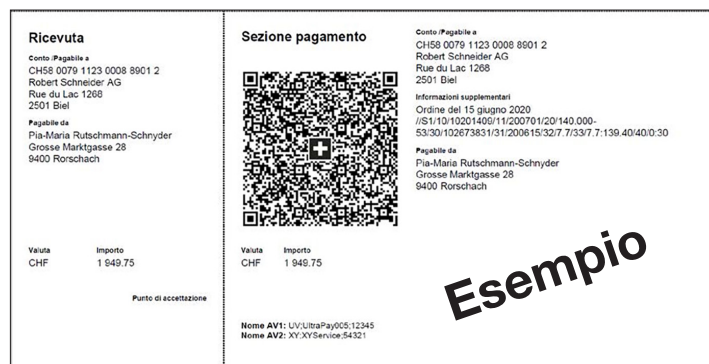 Ricevuta
Conto /Pagabile a
CH58 0079 1123 0008 8901 2
Robert Schneider AG
Rue du Lac 1268
2501 Biel
Pagabile da
Pia-Maria Rutschmann-Schnyder
Grosse Marktgasse 28
9400 Rorschach
Valuta Importo
CHF 1 949.75
Punto di accettazione
Sezione pagamento
Valuta Importo
CHF 1 949.75
Nome AV1: UV;UltraPay005;12345
Nome AV2: XY;XYService;54321
Conto /Pagabile a
CH58 0079 1123 0008 8901 2
Robert Schneider AG
Rue du Lac 1268
2501 Biel
Informazioni supplementari
Ordine del 15 giugno 2020
//S1/10/10201409/11/200701/20/140.000-
53/30/102673831/31/200615/32/7.7/33/7.7:139.40/40/0:30
Pagabile da
Pia-Maria Rutschmann-Schnyder
Grosse Marktgasse 28
9400 Rorschach
Esempio